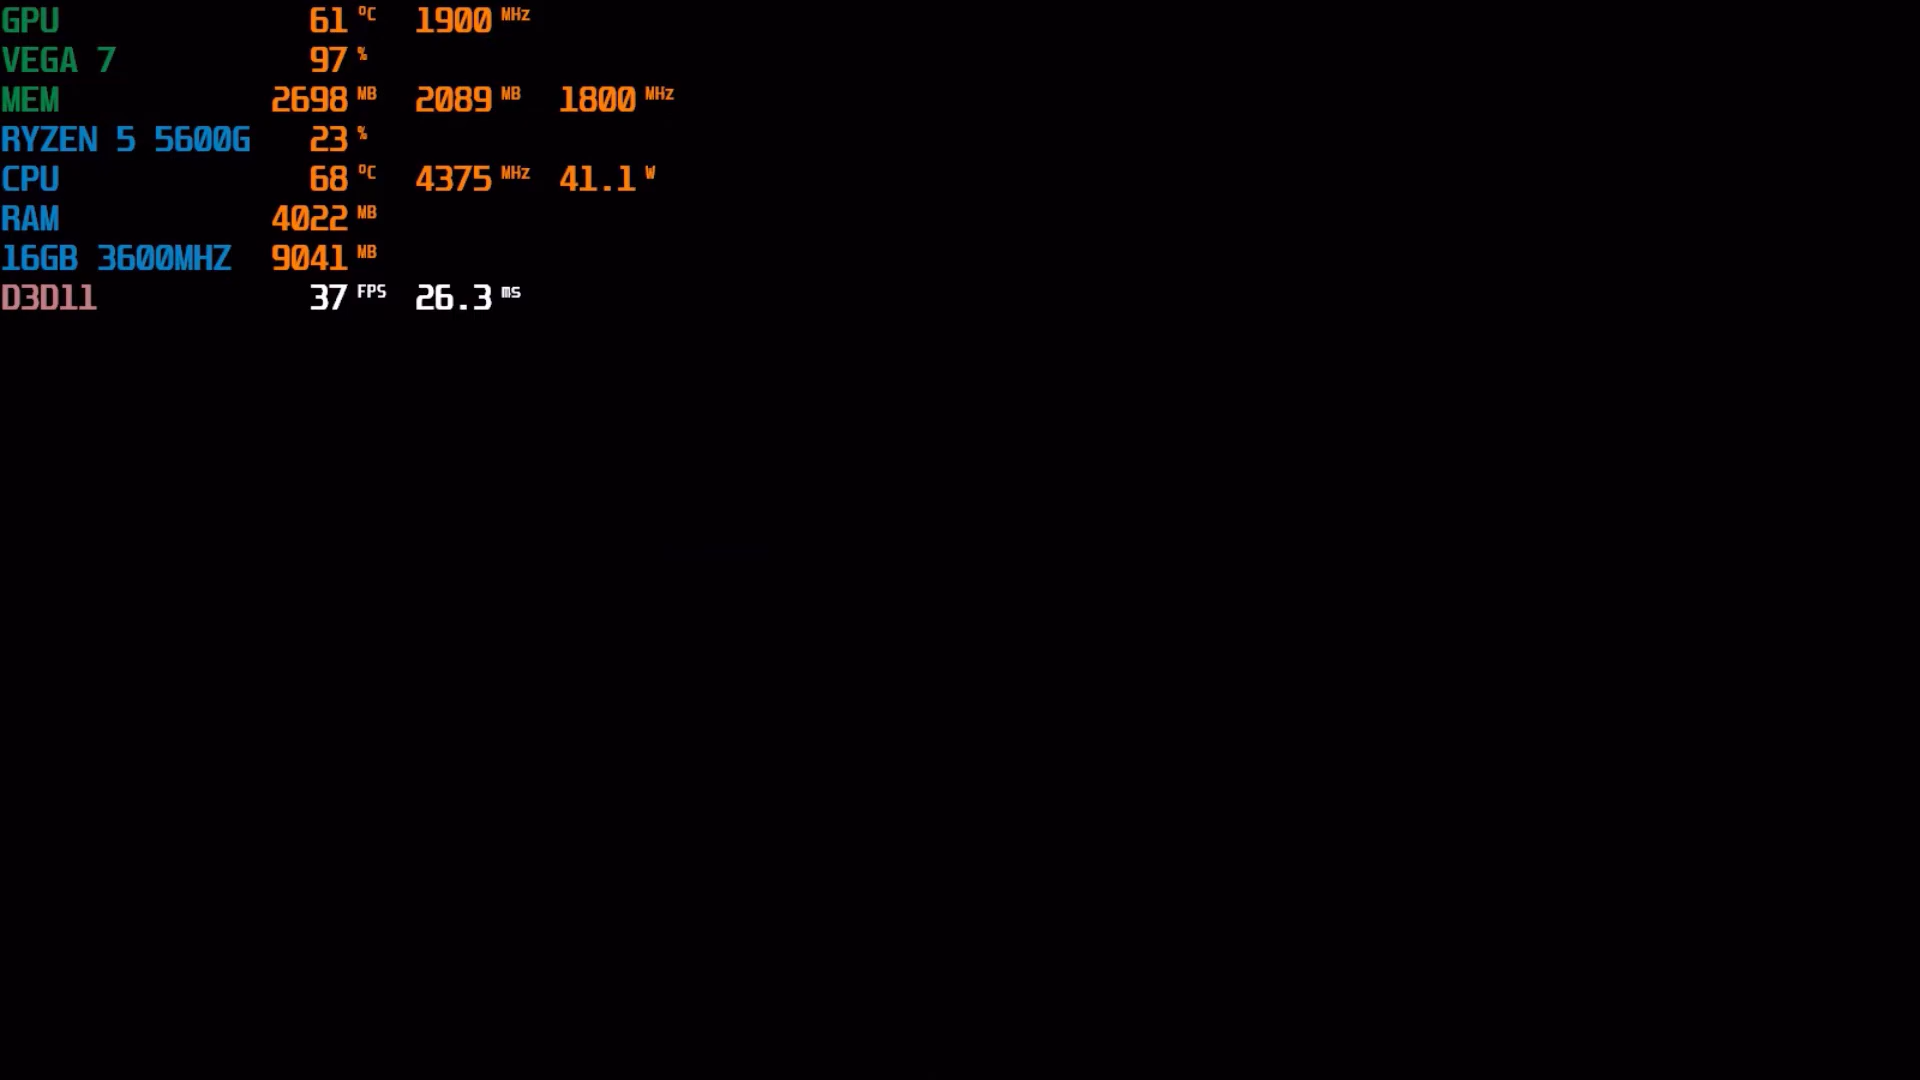 GPU 61 °C 1900 MHz
VEGA 7 97 %
MEM 2698 MB 2089 MB 1800 MHz
RYZEN 5 5600G 23 %
CPU 68 °C 4375 MHz 41.1 W
RAM 4022 MB
16GB 3600MHZ 9041 MB
D3D11 37 FPS 26.3 ms